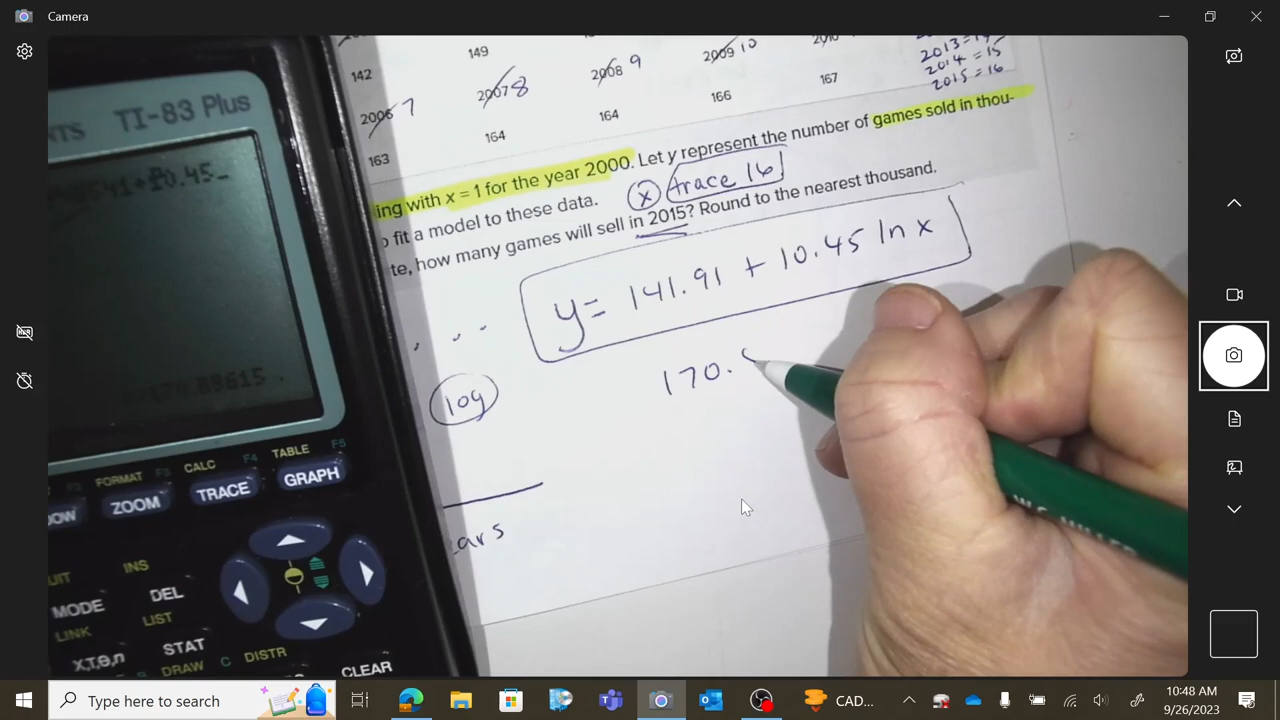 Camera
149
142
2009 10
2010
2013 = 14
2014 = 15
2015 = 16
2006 7
2007 8
2008 9
163
164
164
166
167
TI-83 Plus
ing with x = 1 for the year 2000. Let y represent the number of games sold in thou-
fit a model to these data.
x trace 16
te, how many games will sell in 2015? Round to the nearest thousand.
y = 141.91 + 10.45 ln x
170.
log
ars
FORMAT F3 CALC F4 TABLE F5
OW ZOOM TRACE GRAPH
INS
MODE DEL
LINK LIST
X,T,θ,n STAT
DRAW C DISTR
CLEAR
Type here to search
CAD...
10:48 AM
9/26/2023